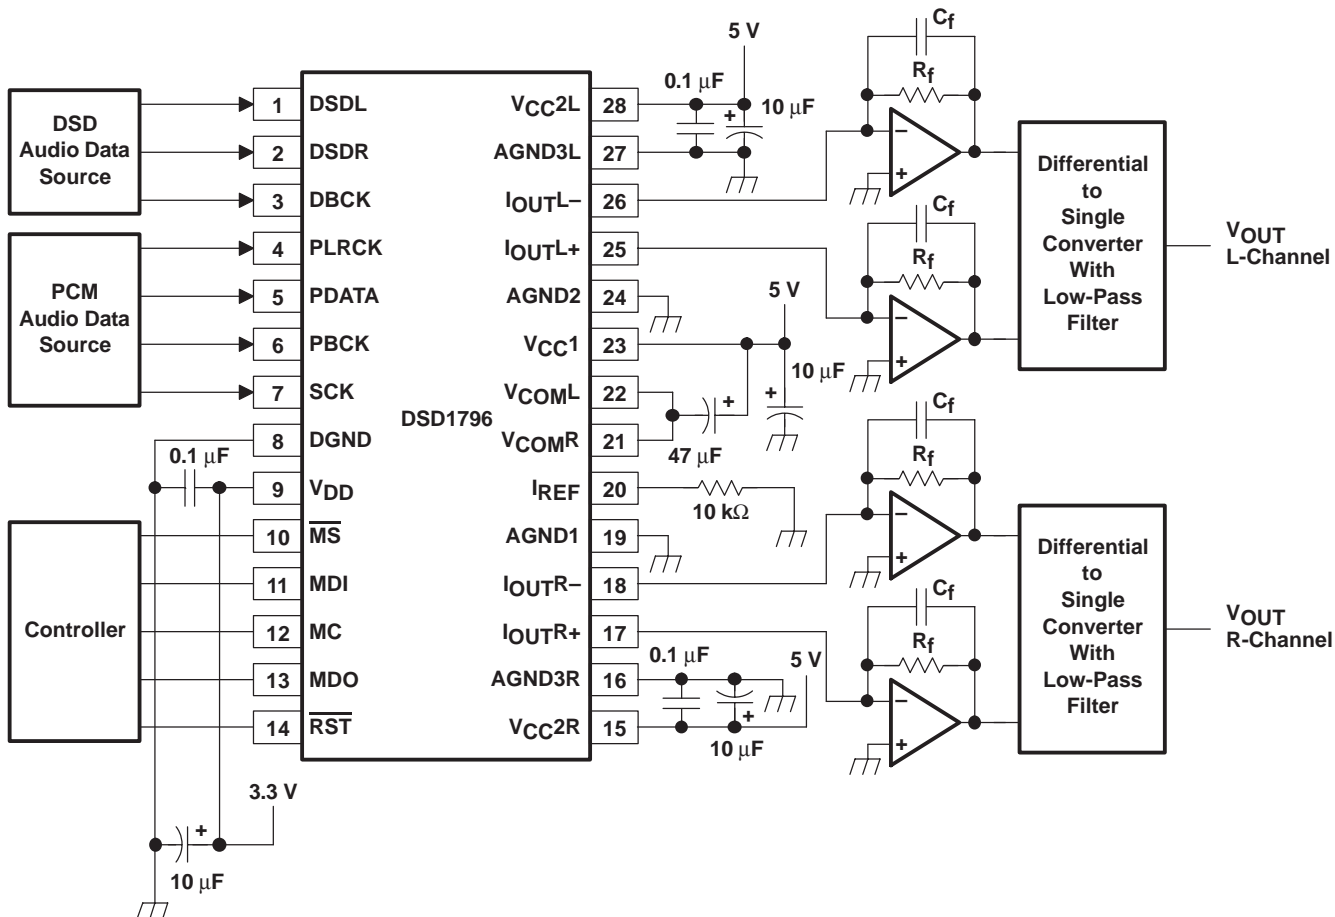 DSD
Audio Data
Source
PCM
Audio Data
Source
Controller
1 DSDL
2 DSDR
3 DBCK
4 PLRCK
5 PDATA
6 PBCK
7 SCK
8 DGND
9 VDD
10 MS
11 MDI
12 MC
13 MDO
14 RST
0.1 µF
3.3 V
+
10 µF
DSD1796
VCC2L 28
AGND3L 27
IOUTL– 26
IOUTL+ 25
AGND2 24
VCC1 23
VCOML 22
VCOMR 21
IREF 20
AGND1 19
IOUTR– 18
IOUTR+ 17
AGND3R 16
VCC2R 15
5 V
0.1 µF
+
10 µF
5 V
+
10 µF
+
47 µF
10 kΩ
0.1 µF
5 V
+
10 µF
Cf
Rf
–
+
Cf
Rf
–
+
Cf
Rf
–
+
Cf
Rf
–
+
Differential
to
Single
Converter
With
Low-Pass
Filter
VOUT
L-Channel
Differential
to
Single
Converter
With
Low-Pass
Filter
VOUT
R-Channel